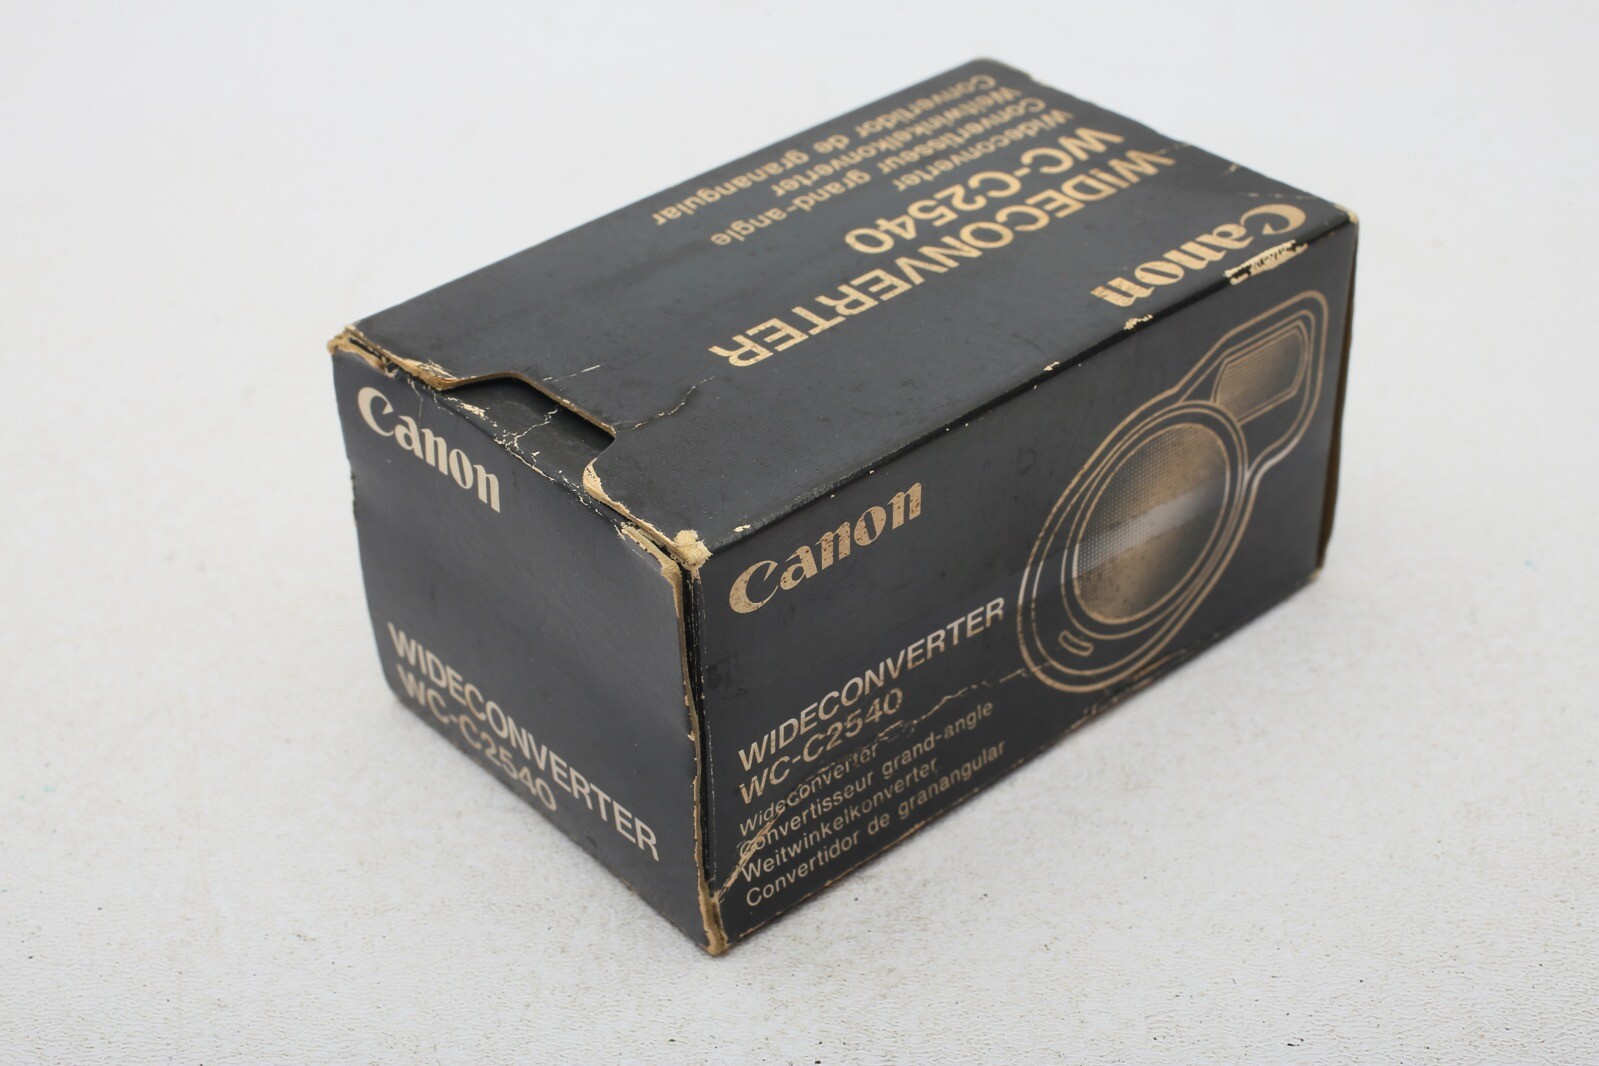 Canon
WIDECONVERTER
WC-C2540
Wideconverter
Convertisseur grand-angle
Weitwinkelkonverter
Convertidor de granangular
Canon
WIDECONVERTER
WC-C2540
Canon
WIDECONVERTER
WC-C2540
Wideconverter
Convertisseur grand-angle
Weitwinkelkonverter
Convertidor de granangular